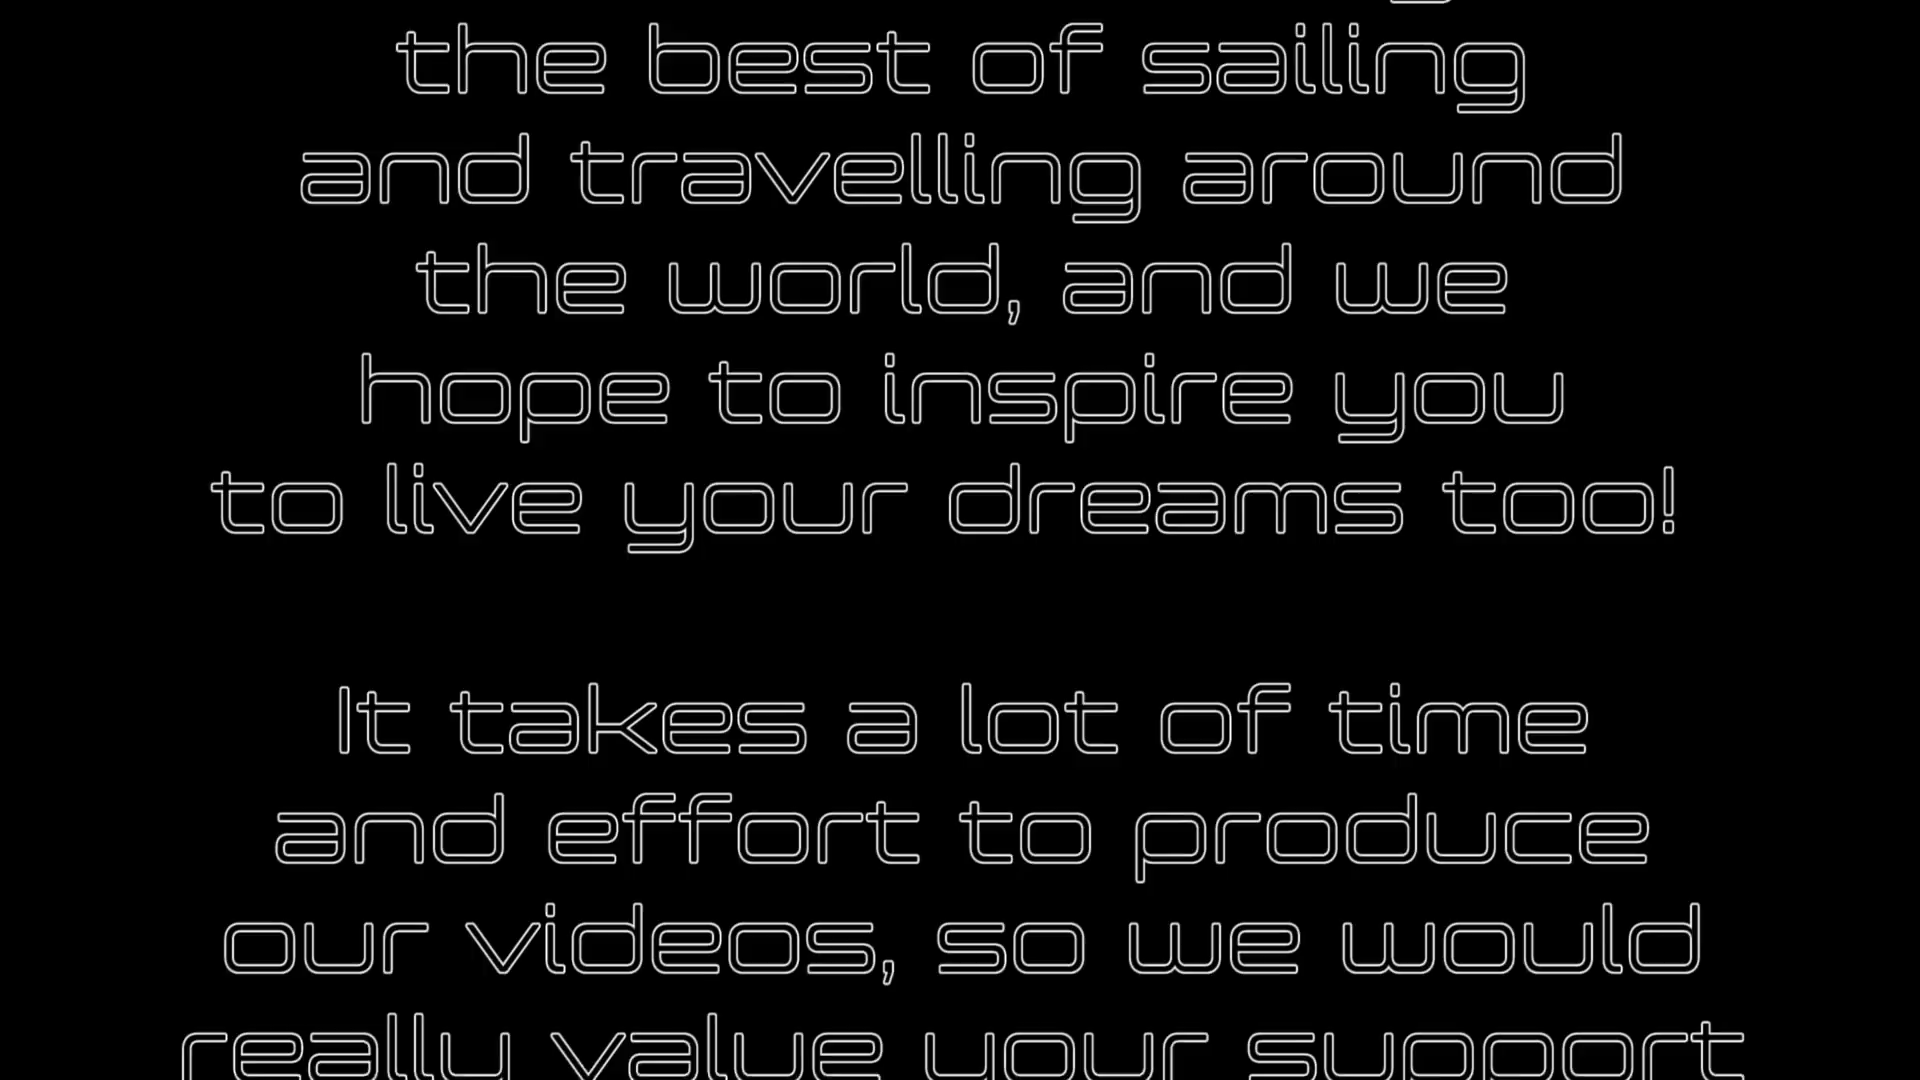 the best of sailing
and travelling around
the world, and we
hope to inspire you
to live your dreams too!
It takes a lot of time
and effort to produce
our videos, so we would
really value your support